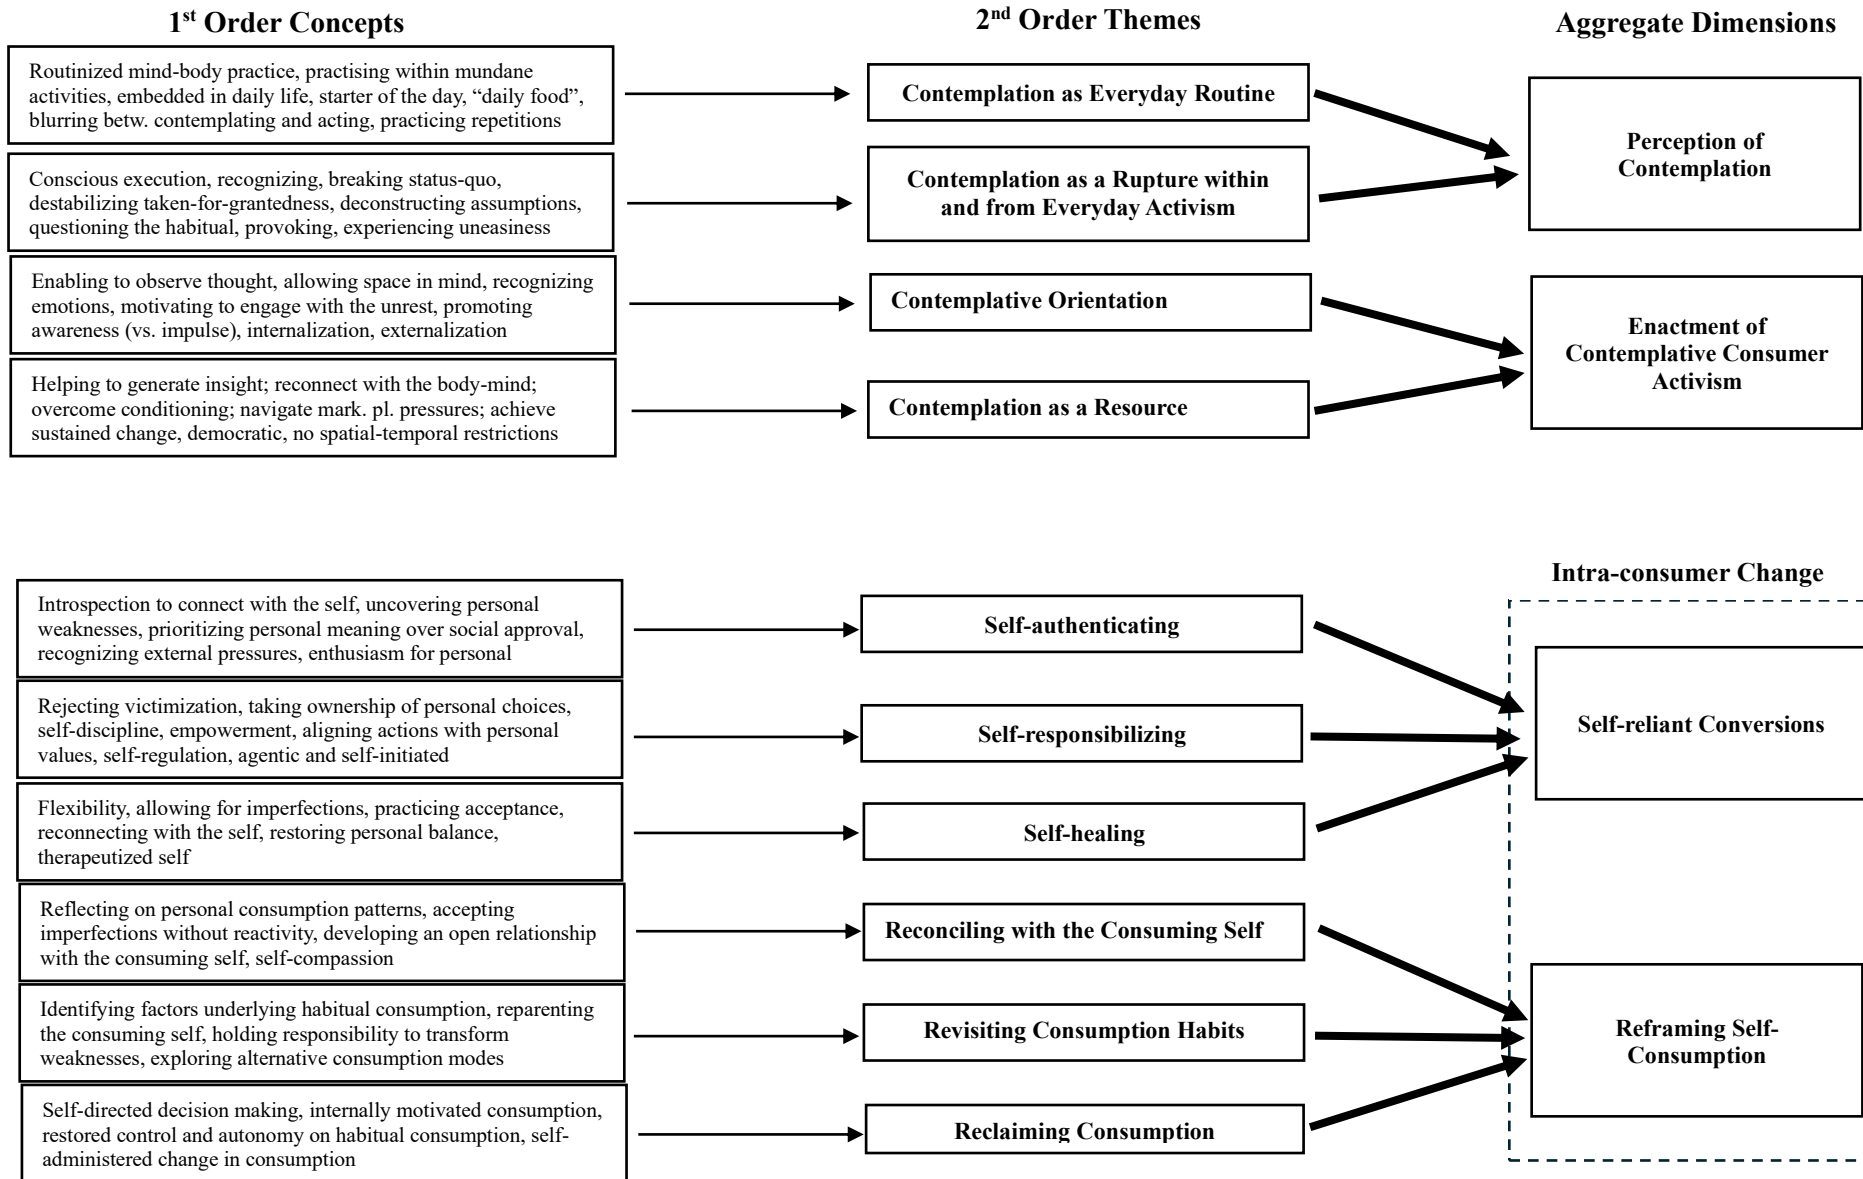 1st Order Concepts
2nd Order Themes
Aggregate Dimensions
Routinized mind-body practice, practising within mundane
activities, embedded in daily life, starter of the day, “daily food”,
blurring betw. contemplating and acting, practicing repetitions
Contemplation as Everyday Routine
Conscious execution, recognizing, breaking status-quo,
destabilizing taken-for-grantedness, deconstructing assumptions,
questioning the habitual, provoking, experiencing uneasiness
Contemplation as a Rupture within
and from Everyday Activism
Perception of
Contemplation
Enabling to observe thought, allowing space in mind, recognizing
emotions, motivating to engage with the unrest, promoting
awareness (vs. impulse), internalization, externalization
Contemplative Orientation
Helping to generate insight; reconnect with the body-mind;
overcome conditioning; navigate mark. pl. pressures; achieve
sustained change, democratic, no spatial-temporal restrictions
Contemplation as a Resource
Enactment of
Contemplative Consumer
Activism
Intra-consumer Change
Introspection to connect with the self, uncovering personal
weaknesses, prioritizing personal meaning over social approval,
recognizing external pressures, enthusiasm for personal
Self-authenticating
Rejecting victimization, taking ownership of personal choices,
self-discipline, empowerment, aligning actions with personal
values, self-regulation, agentic and self-initiated
Self-responsibilizing
Flexibility, allowing for imperfections, practicing acceptance,
reconnecting with the self, restoring personal balance,
therapeutized self
Self-healing
Self-reliant Conversions
Reflecting on personal consumption patterns, accepting
imperfections without reactivity, developing an open relationship
with the consuming self, self-compassion
Reconciling with the Consuming Self
Identifying factors underlying habitual consumption, reparenting
the consuming self, holding responsibility to transform
weaknesses, exploring alternative consumption modes
Revisiting Consumption Habits
Self-directed decision making, internally motivated consumption,
restored control and autonomy on habitual consumption, self-
administered change in consumption
Reclaiming Consumption
Reframing Self-
Consumption